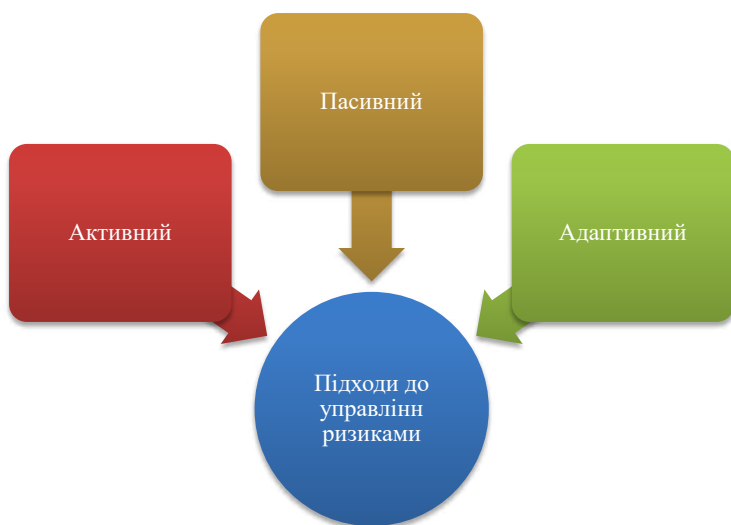 Пасивний
Активний
Адаптивний
Підходи до
управлінн
ризиками